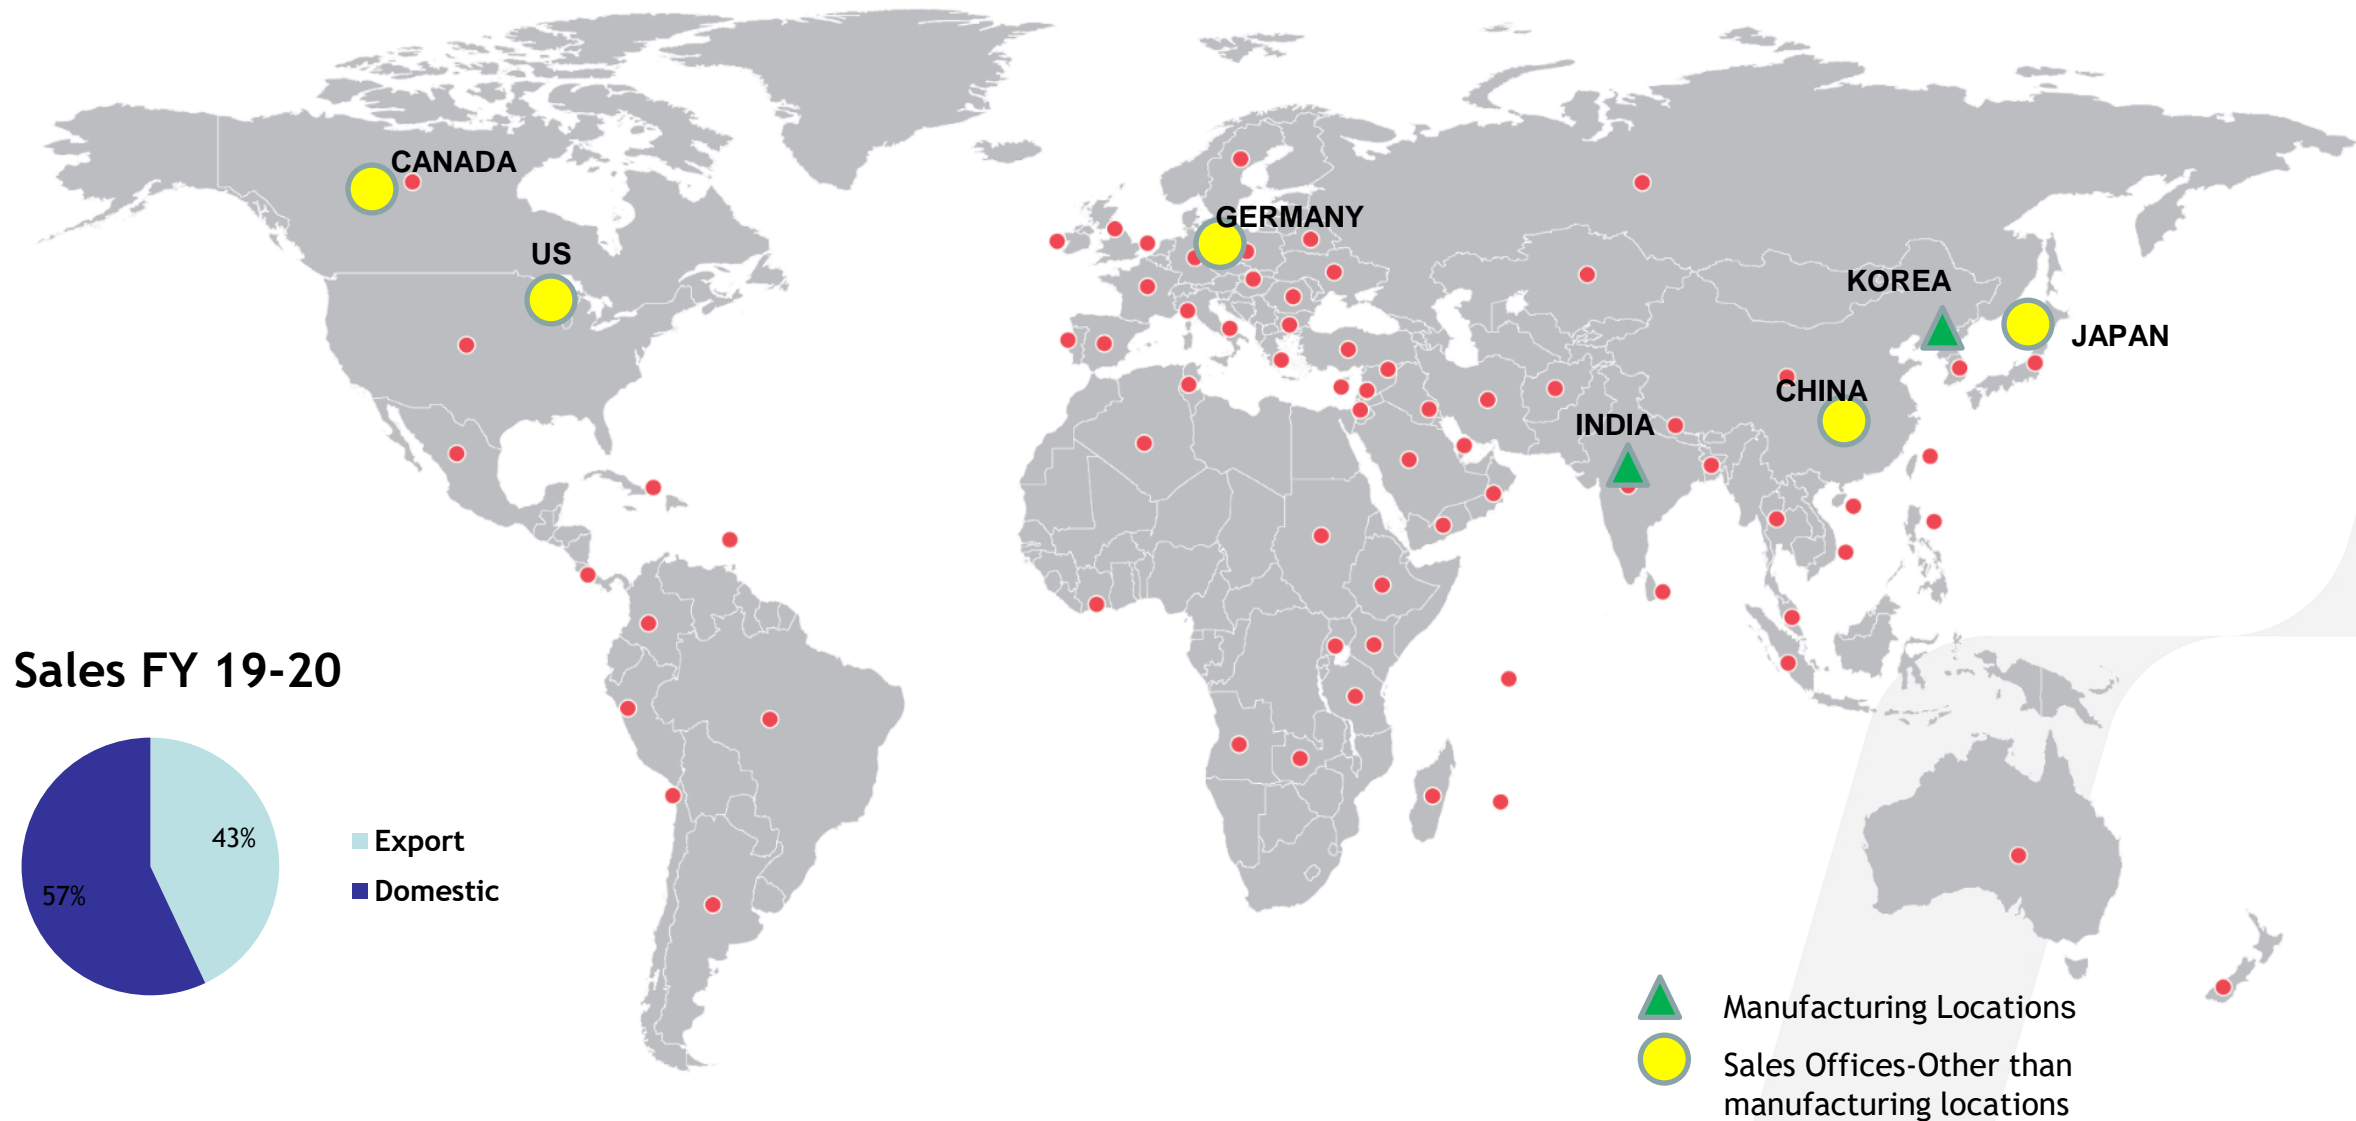 CANADA
US
GERMANY
KOREA
JAPAN
CHINA
INDIA
Sales FY 19-20
43%
57%
Export
Domestic
Manufacturing Locations
Sales Offices-Other than
manufacturing locations